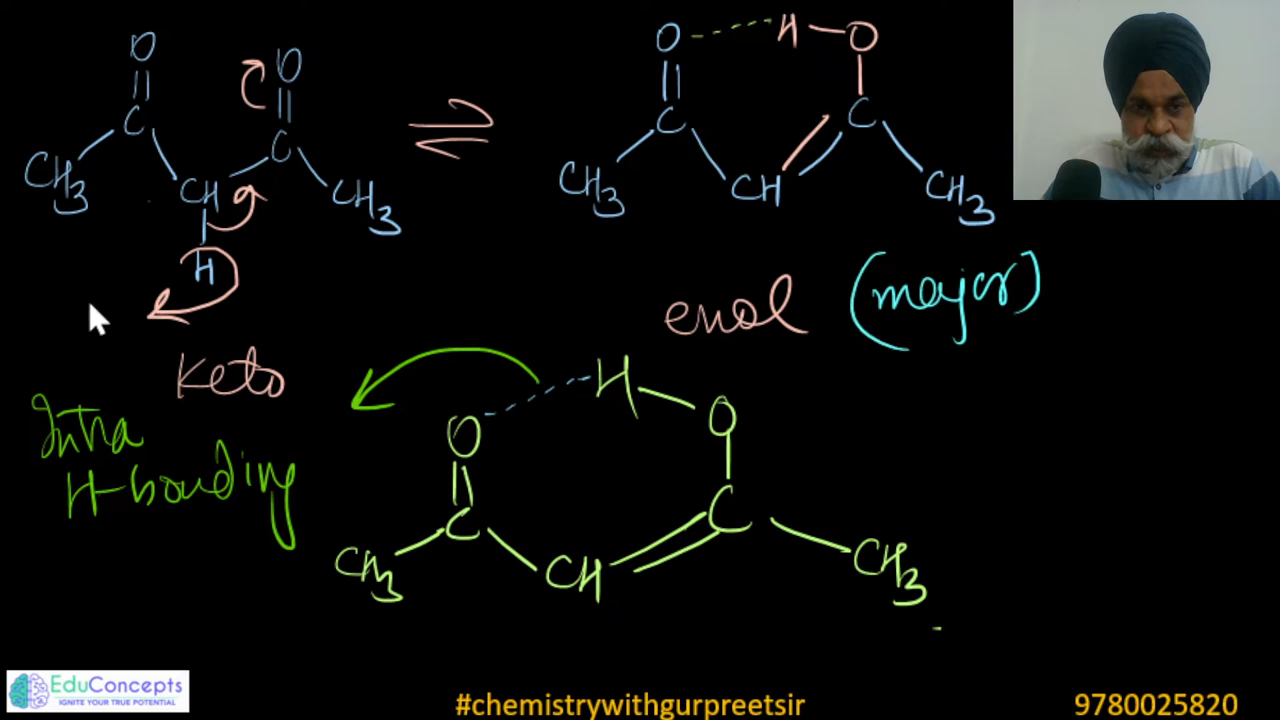 O
O
C
C
CH3
CH
CH3
H
Keto
O
H
O
C
C
CH3
CH
CH3
enol (major)
Intra
H-bonding
H
O
O
C
C
CH3
CH
CH3
EduConcepts
IGNITE YOUR TRUE POTENTIAL
#chemistrywithgurpreetsir
9780025820